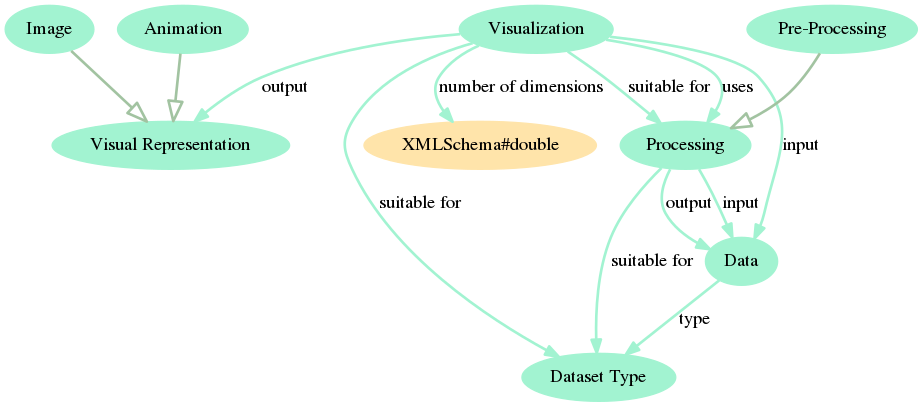 Image
Animation
Visualization
Pre-Processing
output
number of dimensions
suitable for
uses
Visual Representation
XMLSchema#double
Processing
input
suitable for
output
input
suitable for
Data
type
Dataset Type